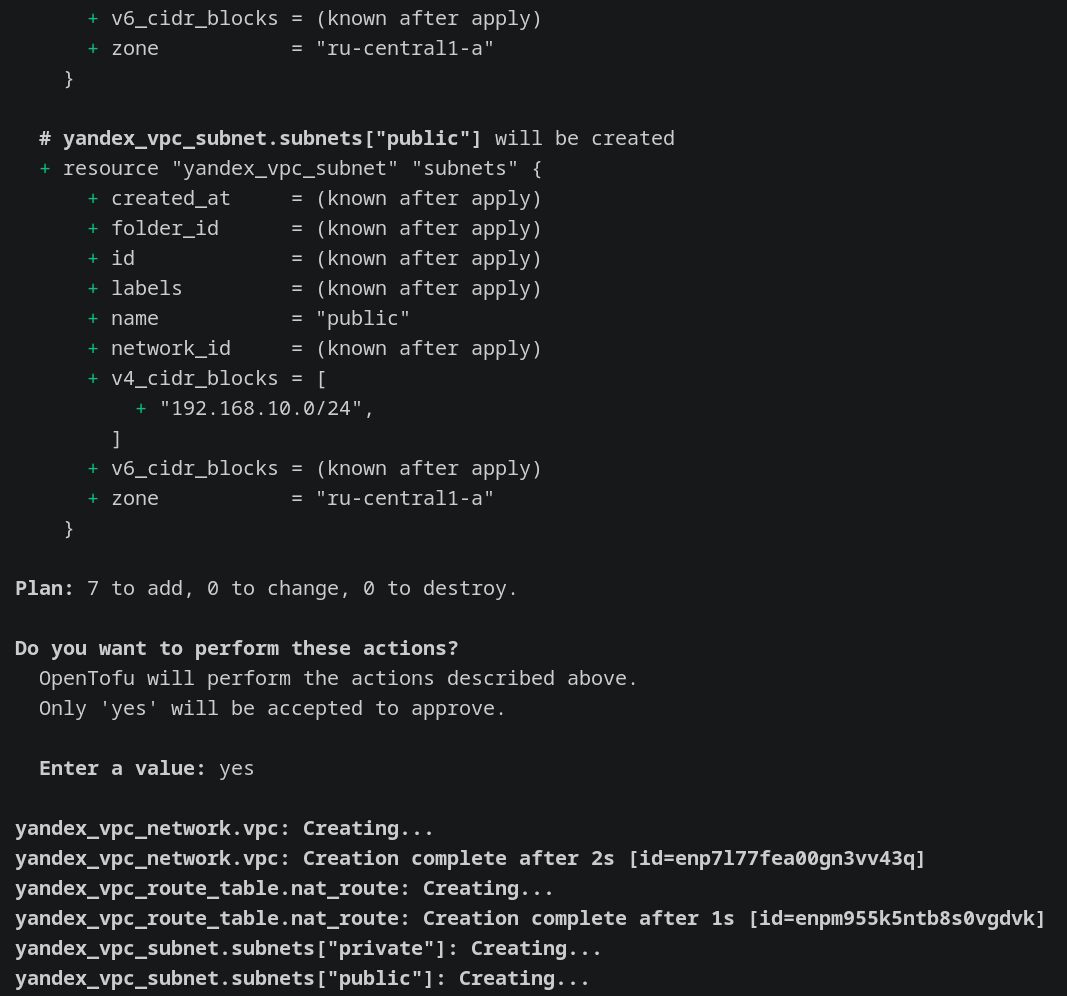 + v6_cidr_blocks = (known after apply)
      + zone           = "ru-central1-a"
    }

  # yandex_vpc_subnet.subnets["public"] will be created
  + resource "yandex_vpc_subnet" "subnets" {
      + created_at     = (known after apply)
      + folder_id      = (known after apply)
      + id             = (known after apply)
      + labels         = (known after apply)
      + name           = "public"
      + network_id     = (known after apply)
      + v4_cidr_blocks = [
          + "192.168.10.0/24",
        ]
      + v6_cidr_blocks = (known after apply)
      + zone           = "ru-central1-a"
    }

Plan: 7 to add, 0 to change, 0 to destroy.

Do you want to perform these actions?
  OpenTofu will perform the actions described above.
  Only 'yes' will be accepted to approve.

  Enter a value: yes

yandex_vpc_network.vpc: Creating...
yandex_vpc_network.vpc: Creation complete after 2s [id=enp7l77fea00gn3vv43q]
yandex_vpc_route_table.nat_route: Creating...
yandex_vpc_route_table.nat_route: Creation complete after 1s [id=enpm955k5ntb8s0vgdvk]
yandex_vpc_subnet.subnets["private"]: Creating...
yandex_vpc_subnet.subnets["public"]: Creating...